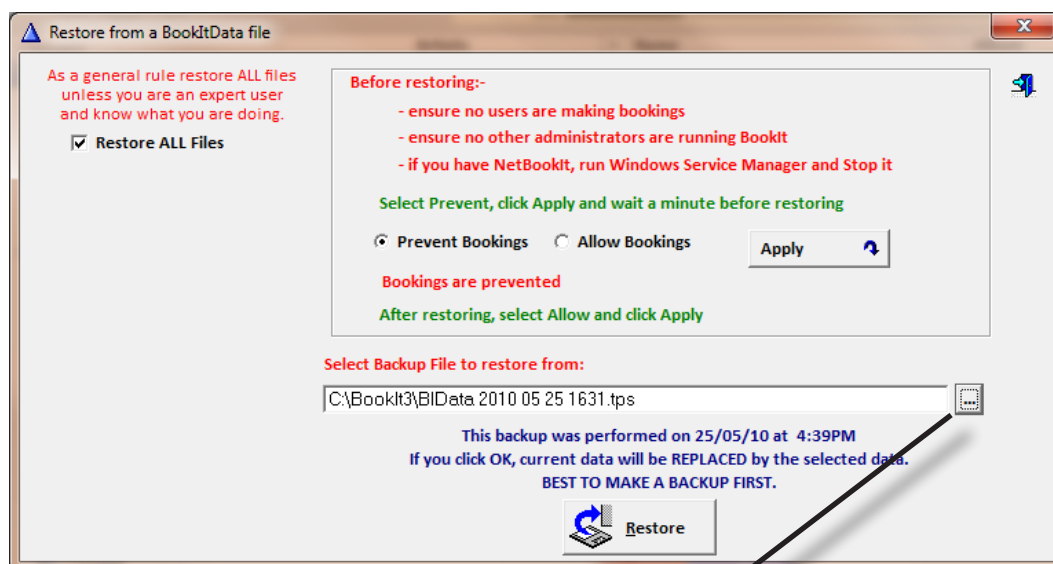 Restore from a BookItData file
As a general rule restore ALL files
unless you are an expert user
and know what you are doing.
Restore ALL Files
Before restoring:-
- ensure no users are making bookings
- ensure no other administrators are running BookIt
- if you have NetBookIt, run Windows Service Manager and Stop it
Select Prevent, click Apply and wait a minute before restoring
Prevent Bookings Allow Bookings Apply
Bookings are prevented
After restoring, select Allow and click Apply
Select Backup File to restore from:
C:\BookIt3\BIData 2010 05 25 1631.tps ...
This backup was performed on 25/05/10 at 4:39PM
If you click OK, current data will be REPLACED by the selected data.
BEST TO MAKE A BACKUP FIRST.
Restore